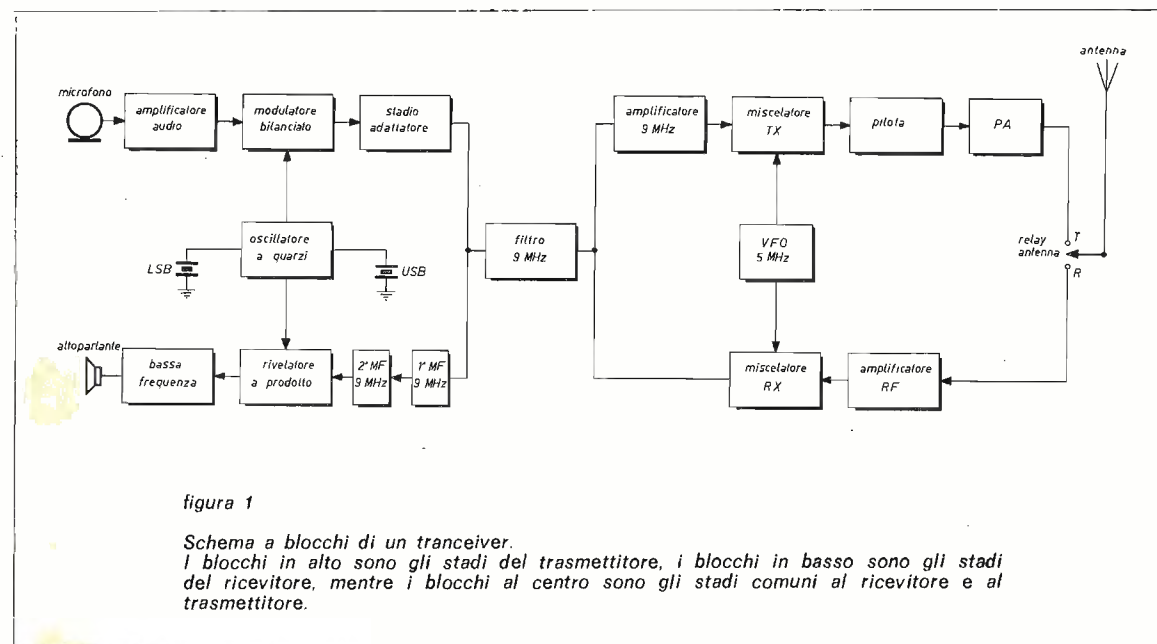 antenna
microfono
amplificatore
audio
modulatore
bilanciato
stadio
adattatore
amplificatore
9 MHz
miscelatore
TX
pilota
PA
oscillatore
a quarzi
LSB
USB
filtro
9 MHz
VFO
5 MHz
relay
antenna
T
R
altoparlante
bassa
frequenza
rivelatore
a prodotto
2ª MF
9 MHz
1ª MF
9 MHz
miscelatore
RX
amplificatore
RF
figura 1
Schema a blocchi di un tranceiver.
I blocchi in alto sono gli stadi del trasmettitore, i blocchi in basso sono gli stadi
del ricevitore, mentre i blocchi al centro sono gli stadi comuni al ricevitore e al
trasmettitore.